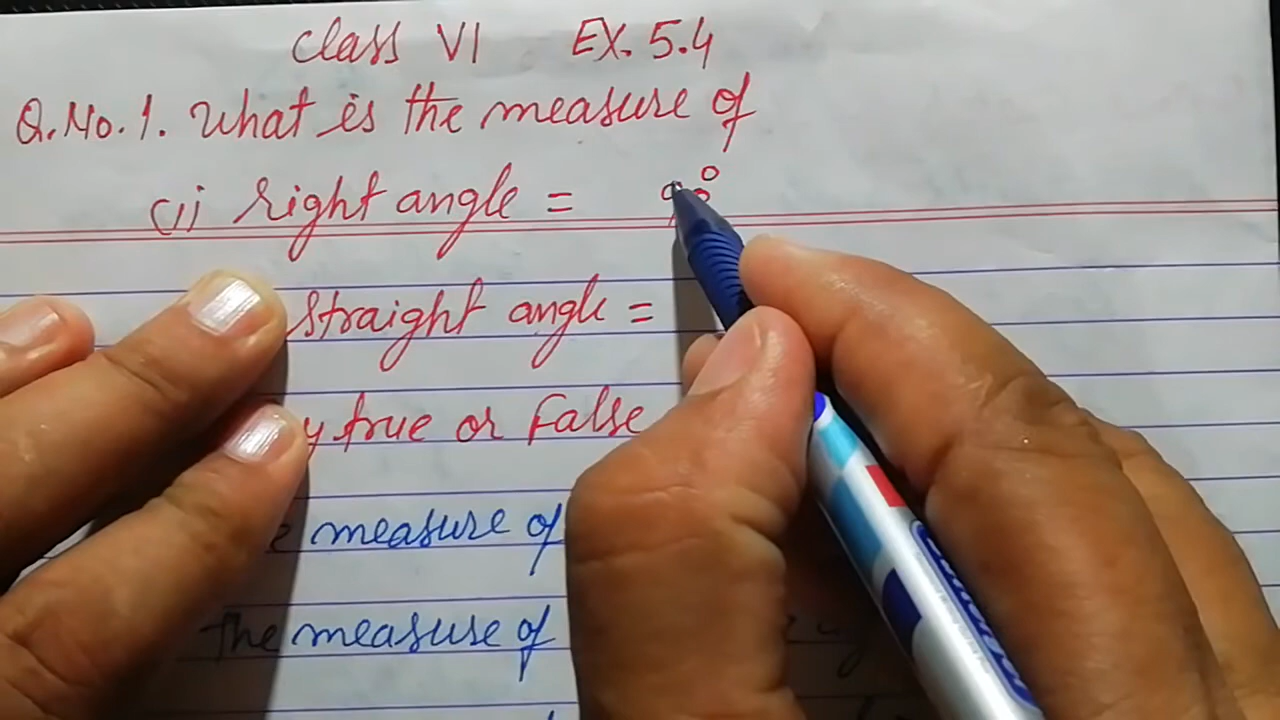 Class VI EX. 5.4
Q.No.1. What is the measure of
(i) right angle = 90°
straight angle =
y true or False
measure of
the measure of